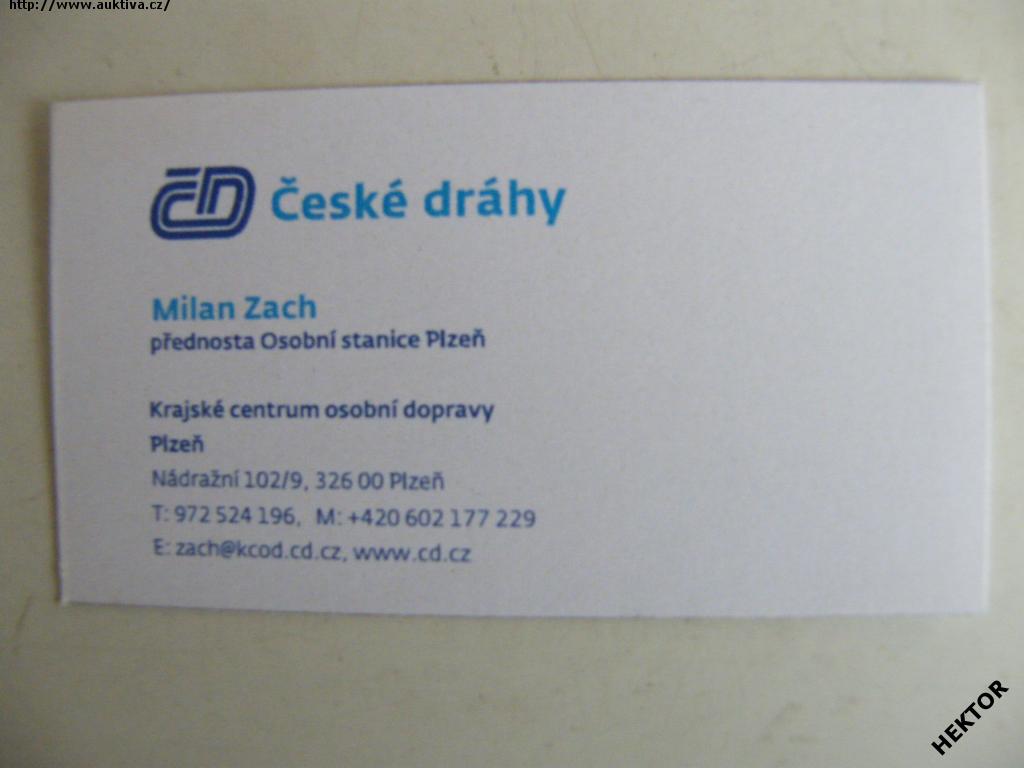 http://www.auktiva.cz/
ČD České dráhy
Milan Zach
přednosta Osobní stanice Plzeň
Krajské centrum osobní dopravy
Plzeň
Nádražní 102/9, 326 00 Plzeň
T: 972 524 196, M: +420 602 177 229
E: zach@kcod.cd.cz, www.cd.cz
HEKTOR